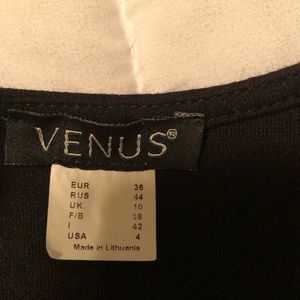 VENUS®
EUR 36
RUS 44
UK 10
F/B 38
I 42
USA 4
Made in Lithuania